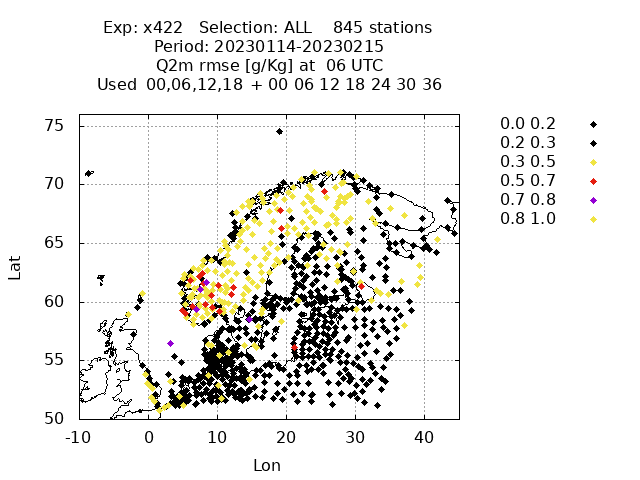 Exp: x422   Selection: ALL    845 stations
Period: 20230114-20230215
Q2m rmse [g/Kg] at  06 UTC
Used  00,06,12,18 + 00 06 12 18 24 30 36
75
70
65
60
55
50
-10 0 10 20 30 40
Lat
Lon
0.0 0.2
0.2 0.3
0.3 0.5
0.5 0.7
0.7 0.8
0.8 1.0